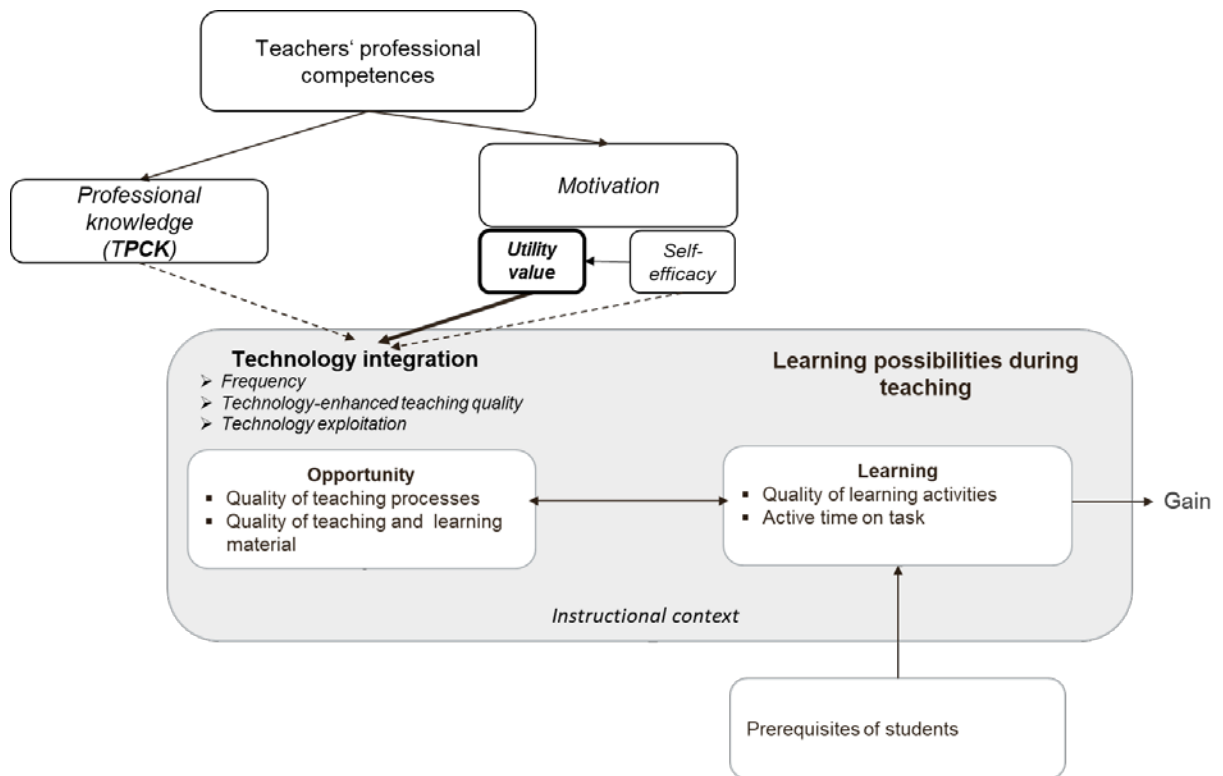 Teachers‘ professional
competences
Motivation
Professional
knowledge
(TPCK)
Utility
value
Self-
efficacy
Technology integration
➢ Frequency
➢ Technology-enhanced teaching quality
➢ Technology exploitation
Learning possibilities during
teaching
Opportunity
▪ Quality of teaching processes
▪ Quality of teaching and learning
material
Learning
▪ Quality of learning activities
▪ Active time on task
Gain
Instructional context
Prerequisites of students